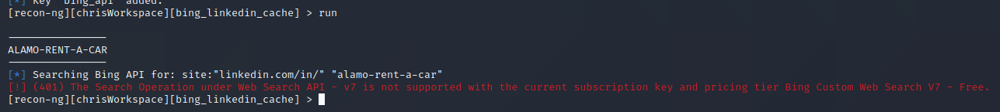 [*] Key "bing_api" added.
[recon-ng][chrisWorkspace][bing_linkedin_cache] > run
----------------
ALAMO-RENT-A-CAR
----------------
[*] Searching Bing API for: site:"linkedin.com/in/" "alamo-rent-a-car"
[!] (401) The Search Operation under Web Search API - v7 is not supported with the current subscription key and pricing tier Bing Custom Web Search V7 - Free.
[recon-ng][chrisWorkspace][bing_linkedin_cache] >